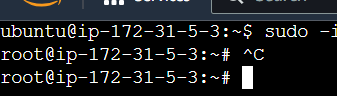 Services
ubuntu@ip-172-31-5-3:~$ sudo -i
root@ip-172-31-5-3:~# ^C
root@ip-172-31-5-3:~#